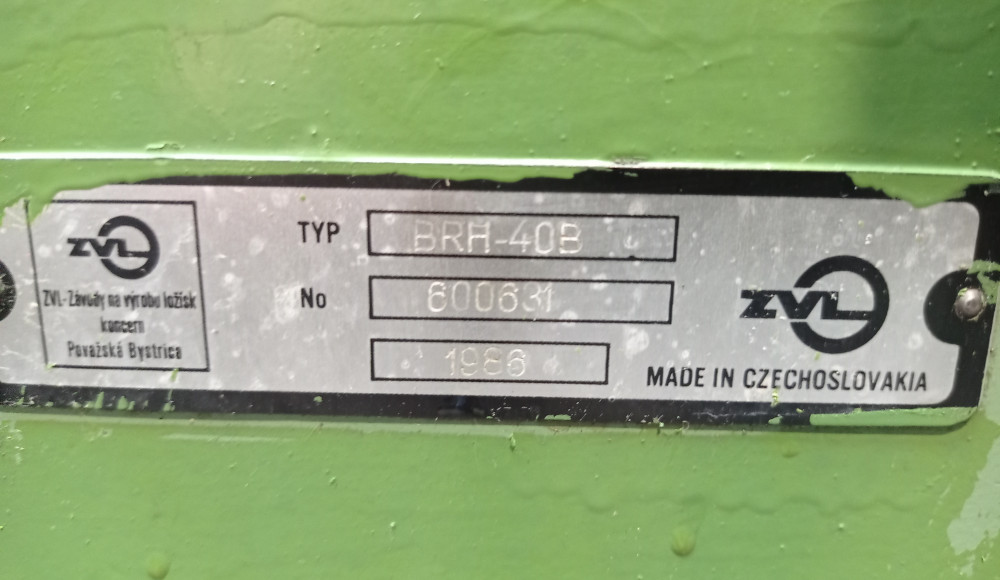 ZVL
ZVL-Závody na výrobu ložísk
koncern
Považská Bystrica
TYP BRH-40B
No 600631
1986
ZVL
MADE IN CZECHOSLOVAKIA